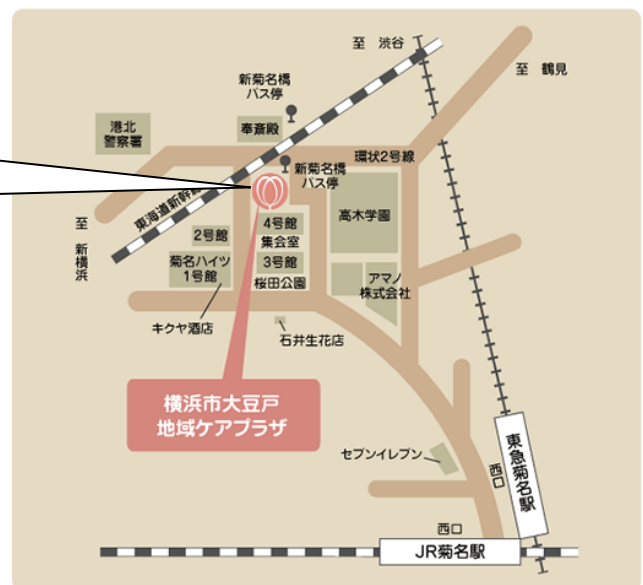 至 渋谷
至 鶴見
新菊名橋
バス停
港北
警察署
奉斎殿
環状2号線
新菊名橋
バス停
東海道新幹線
至 新横浜
高木学園
4号館
集会室
2号館
3号館
菊名ハイツ
1号館
桜田公園
アマノ
株式会社
キクヤ酒店
石井生花店
横浜市大豆戸
地域ケアプラザ
セブンイレブン
西口
東急菊名駅
西口
JR菊名駅